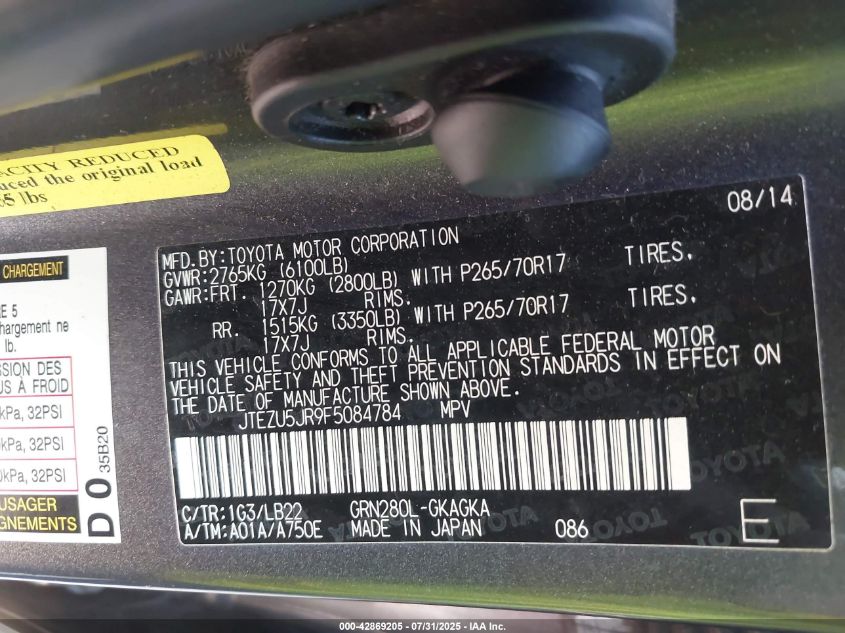 ACITY REDUCED
uced the original load
65 lbs
CHARGEMENT
E 5
chargement ne
lb.
SSION DES
US À FROID
kPa, 32PSI
0kPa, 32PSI
kPa, 32PSI
USAGER
GNEMENTS
D 0 35B20
08/14
MFD.BY:TOYOTA MOTOR CORPORATION
GVWR:2765KG (6100LB)
GAWR:FRT. 1270KG (2800LB) WITH P265/70R17 TIRES,
17X7J RIMS.
RR. 1515KG (3350LB) WITH P265/70R17 TIRES,
17X7J RIMS.
THIS VEHICLE CONFORMS TO ALL APPLICABLE FEDERAL MOTOR
VEHICLE SAFETY AND THEFT PREVENTION STANDARDS IN EFFECT ON
THE DATE OF MANUFACTURE SHOWN ABOVE.
JTEZU5JR9F5084784 MPV
C/TR:1G3/LB22 GRN280L-GKAGKA
A/TM:A01A/A750E MADE IN JAPAN 086 E
000-42869205 - 07/31/2025 - IAA Inc.